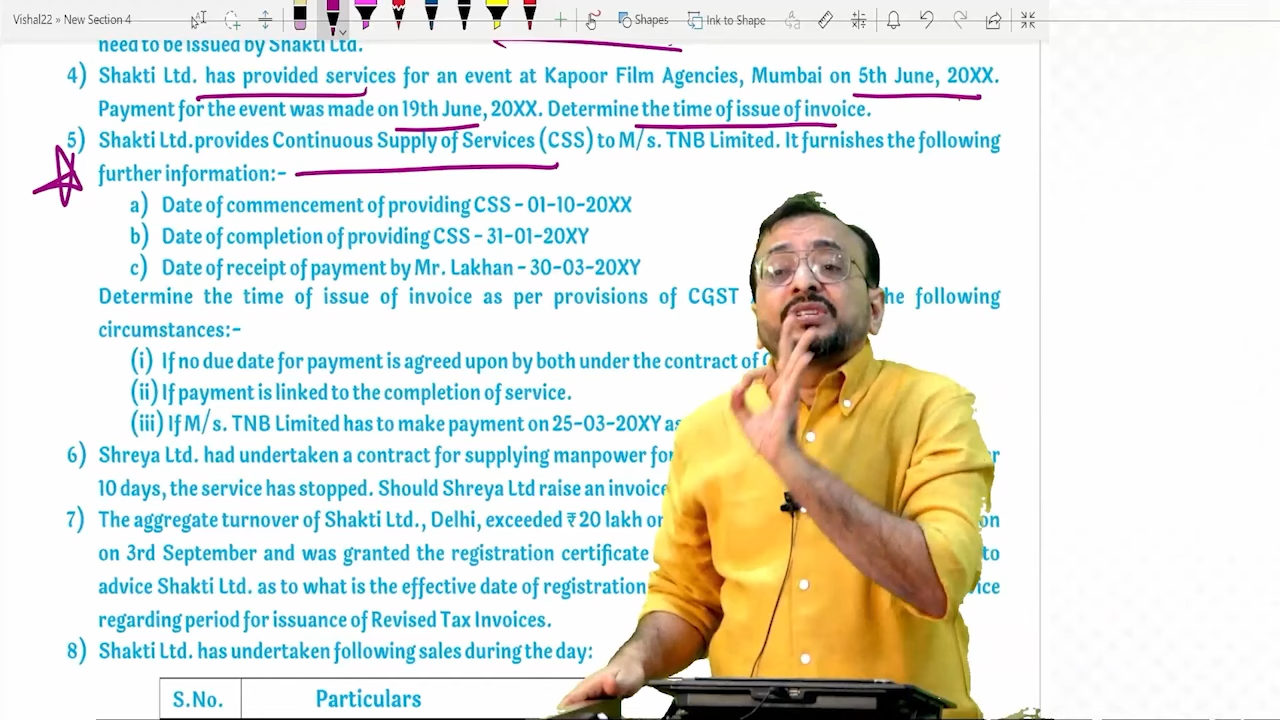 Vishal22 » New Section 4
Shapes
Ink to Shape
need to be issued by Shakti Ltd.
4) Shakti Ltd. has provided services for an event at Kapoor Film Agencies, Mumbai on 5th June, 20XX.
Payment for the event was made on 19th June, 20XX. Determine the time of issue of invoice.
5) Shakti Ltd.provides Continuous Supply of Services (CSS) to M/s. TNB Limited. It furnishes the following
further information:-
a) Date of commencement of providing CSS - 01-10-20XX
b) Date of completion of providing CSS - 31-01-20XY
c) Date of receipt of payment by Mr. Lakhan - 30-03-20XY
Determine the time of issue of invoice as per provisions of CGST he following
circumstances:-
(i) If no due date for payment is agreed upon by both under the contract of
(ii) If payment is linked to the completion of service.
(iii) If M/s. TNB Limited has to make payment on 25-03-20XY as
6) Shreya Ltd. had undertaken a contract for supplying manpower for r
10 days, the service has stopped. Should Shreya Ltd raise an invoice
7) The aggregate turnover of Shakti Ltd., Delhi, exceeded ₹20 lakh on on
on 3rd September and was granted the registration certificate to
advice Shakti Ltd. as to what is the effective date of registration ice
regarding period for issuance of Revised Tax Invoices.
8) Shakti Ltd. has undertaken following sales during the day:
S.No. Particulars